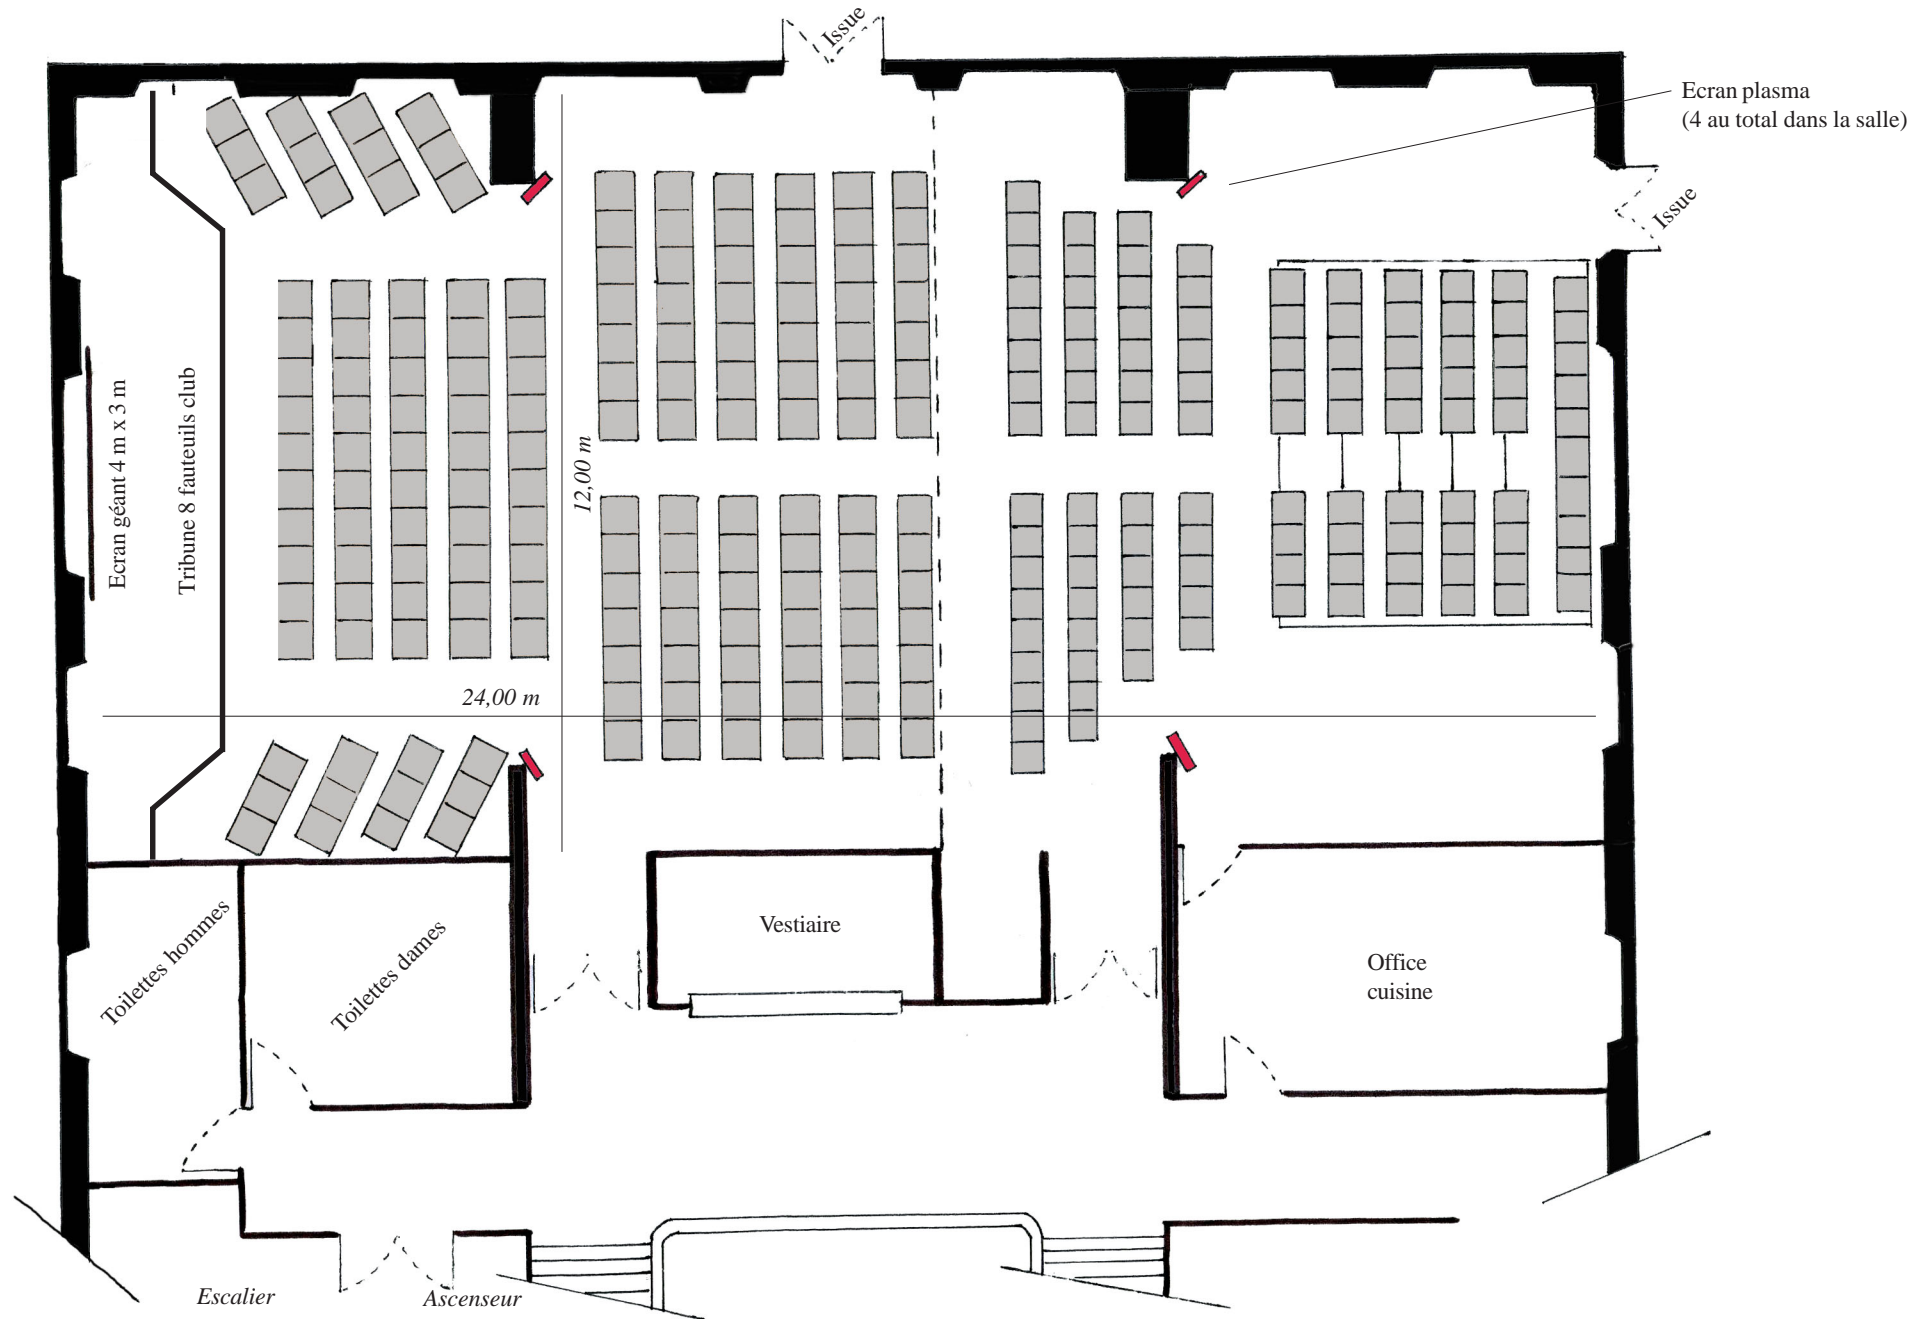 Issue
Ecran plasma
(4 au total dans la salle)
Issue
Ecran géant 4 m x 3 m
Tribune 8 fauteuils club
12,00 m
24,00 m
Toilettes hommes
Toilettes dames
Vestiaire
Office
cuisine
Escalier
Ascenseur